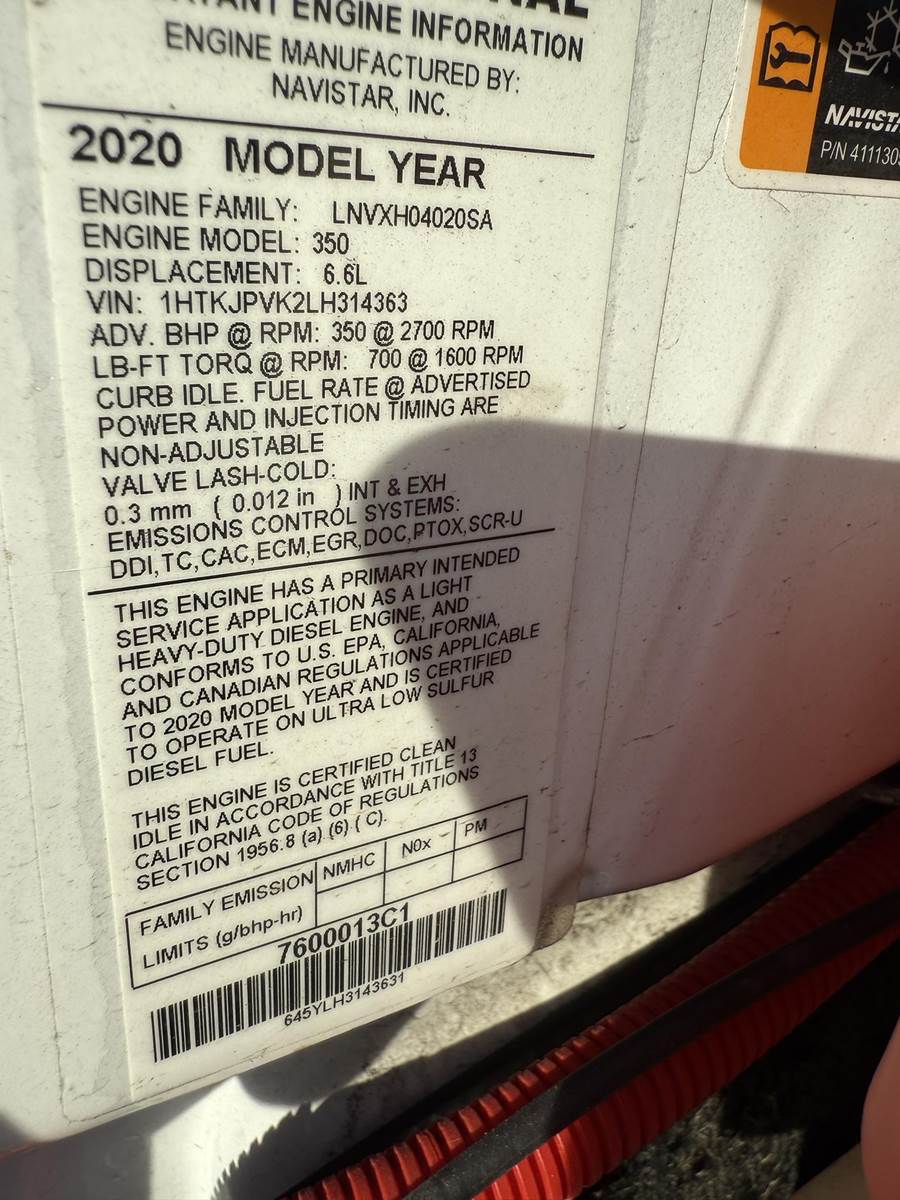 ENGINE INFORMATION
ENGINE MANUFACTURED BY:
NAVISTAR, INC.
2020 MODEL YEAR
ENGINE FAMILY: LNVXH04020SA
ENGINE MODEL: 350
DISPLACEMENT: 6.6L
VIN: 1HTKJPVK2LH314363
ADV. BHP @ RPM: 350 @ 2700 RPM
LB-FT TORQ @ RPM: 700 @ 1600 RPM
CURB IDLE. FUEL RATE @ ADVERTISED
POWER AND INJECTION TIMING ARE
NON-ADJUSTABLE
VALVE LASH-COLD:
0.3 mm ( 0.012 in ) INT & EXH
EMISSIONS CONTROL SYSTEMS:
DDI,TC,CAC,ECM,EGR,DOC,PTOX,SCR-U
THIS ENGINE HAS A PRIMARY INTENDED
SERVICE APPLICATION AS A LIGHT
HEAVY-DUTY DIESEL ENGINE, AND
CONFORMS TO U.S. EPA, CALIFORNIA,
AND CANADIAN REGULATIONS APPLICABLE
TO 2020 MODEL YEAR AND IS CERTIFIED
TO OPERATE ON ULTRA LOW SULFUR
DIESEL FUEL.
THIS ENGINE IS CERTIFIED CLEAN
IDLE IN ACCORDANCE WITH TITLE 13
CALIFORNIA CODE OF REGULATIONS
SECTION 1956.8 (a) (6) ( C).
FAMILY EMISSION NMHC N0x PM
LIMITS (g/bhp-hr)
7600013C1
645YLH3143631
NAVISTA
P/N 411130